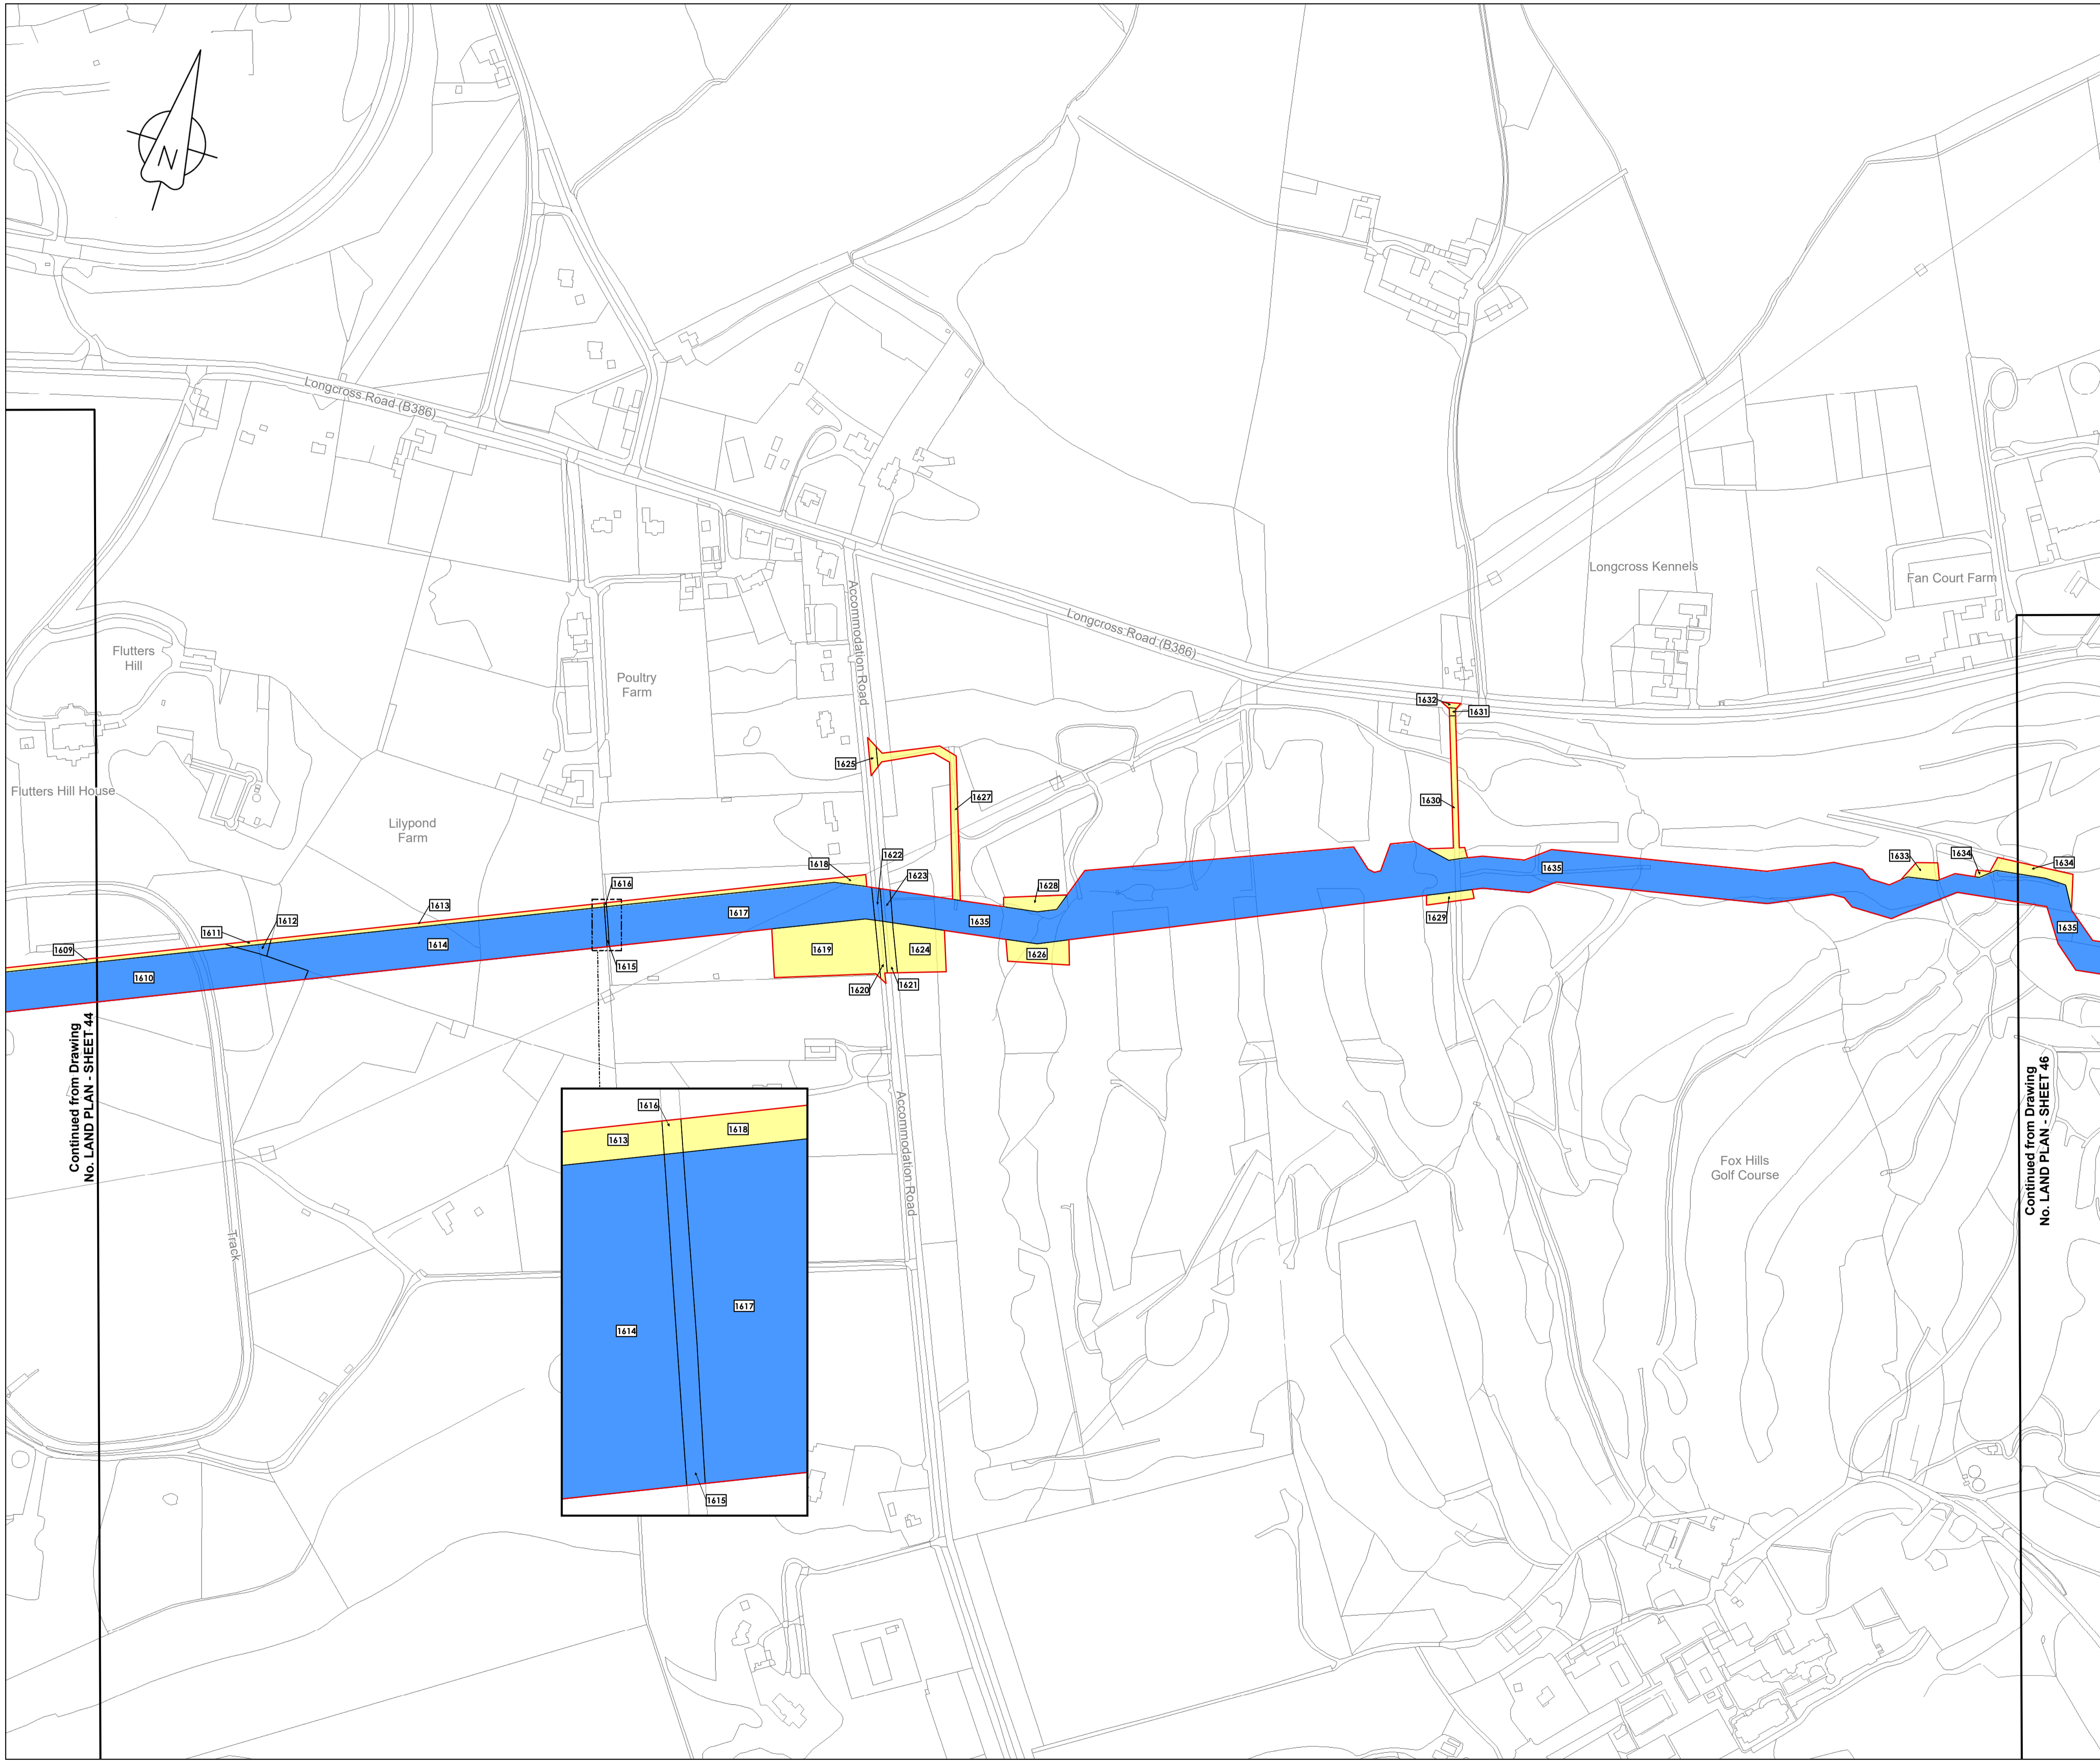 N
Longcross Road (B386)
Accommodation Road
Longcross Road (B386)
Longcross Kennels
Fan Court Farm
Flutters
Hill
Poultry
Farm
Flutters Hill House
Lilypond
Farm
1632
1631
1625
1627
1630
1609
1611
1612
1613
1610
1614
1616
1615
1617
1618
1622
1623
1619
1624
1620
1621
1628
1635
1626
1629
1635
1633
1634
1634
1635
Continued from Drawing
No. LAND PLAN - SHEET 44
Continued from Drawing
No. LAND PLAN - SHEET 46
Track
Accommodation Road
Fox Hills
Golf Course
1616
1613
1618
1617
1614
1615